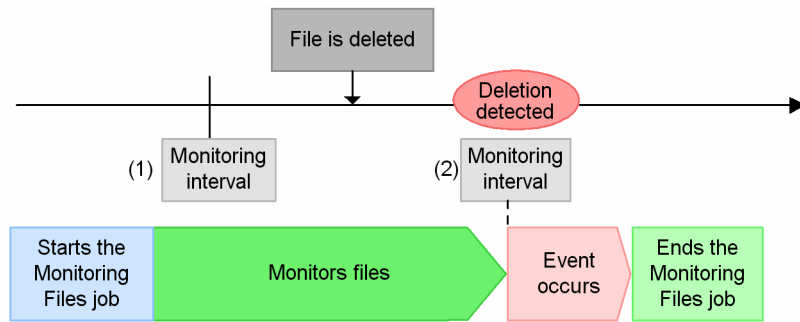 File is deleted
Deletion
detected
(1)
Monitoring
interval
(2)
Monitoring
interval
Starts the
Monitoring
Files job
Monitors files
Event
occurs
Ends the
Monitoring
Files job